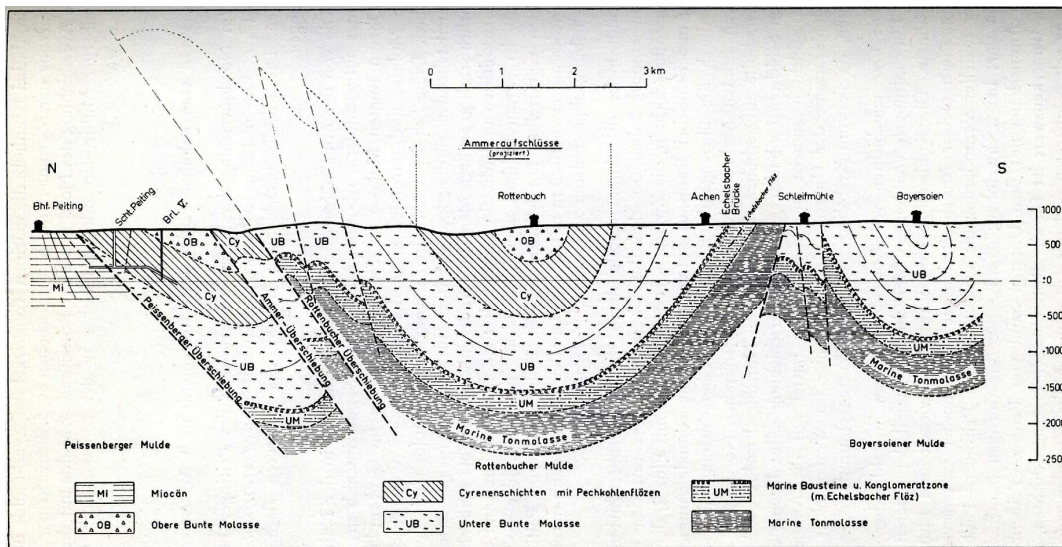 0 1 2 3 km
Ammeraufschlüsse
(projiziert)
N
S
Bhf. Peiting
Scht. Peiting
Brl. V.
Rottenbuch
Achen
Echelsbacher
Brücke
Echelsbacher Flöz
Schleifmühle
Bayersoien
OB
Cy
UB
UB
OB
Mi
Cy
Cy
UB
UB
UB
UM
UM
UM
Peissenberger Überschiebung
Ammer-Überschiebung
Rottenbucher Überschiebung
Marine Tonmolasse
Marine Tonmolasse
1000
500
±0
-500
-1000
-1500
-2000
-2500
Peissenberger Mulde
Rottenbucher Mulde
Bayersoiener Mulde
Mi Miocän
OB Obere Bunte Molasse
Cy Cyrenenschichten mit Pechkohlenflözen
UB Untere Bunte Molasse
UM Marine Bausteine u. Konglomeratzone
(m. Echelsbacher Flöz)
Marine Tonmolasse